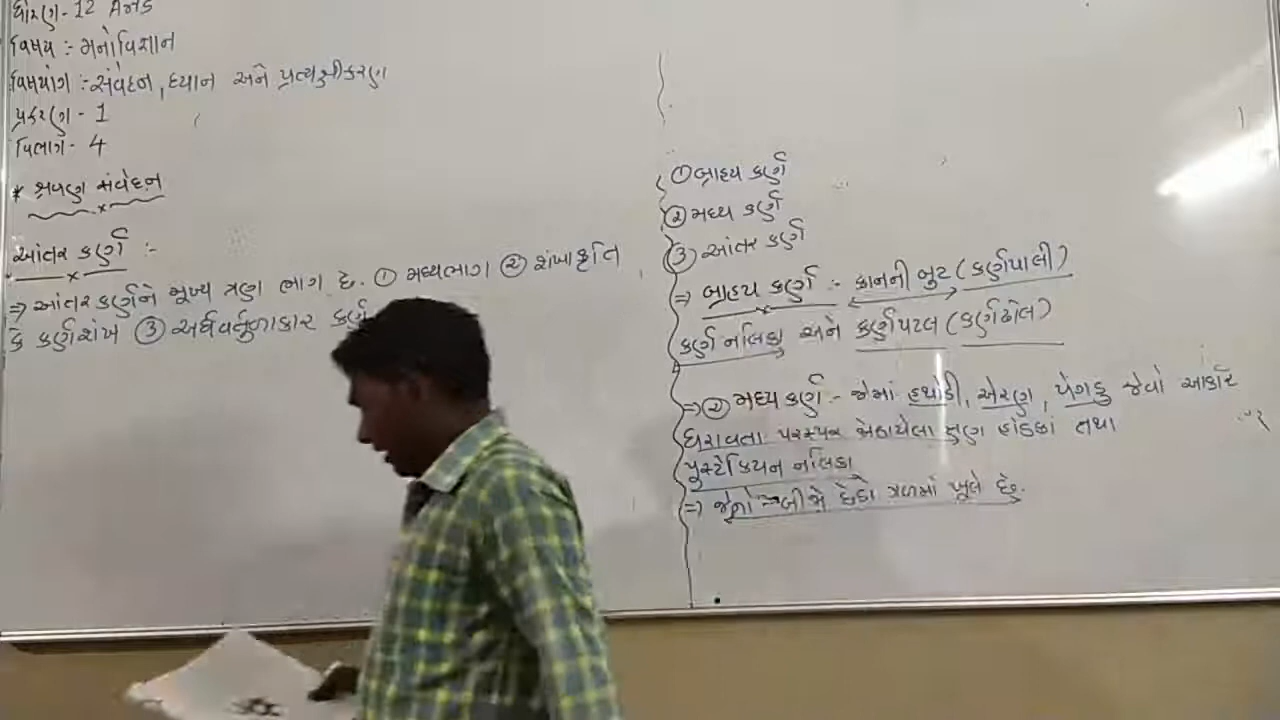 ધોરણ- 12 Arts
વિષય :- મનોવિજ્ઞાન
વિષયાંગ :- સંવેદન, ધ્યાન અને પ્રત્યક્ષીકરણ
પ્રકરણ - 1
વિભાગ- 4
* શ્રવણ સંવેદન
આંતર કર્ણ :-
⇒ આંતર કર્ણને મુખ્ય ત્રણ ભાગ છે. ① મધ્યભાગ ② શંખાકૃતિ
કે કર્ણશંખ ③ અર્ધવર્તુળાકાર કર્ણ
① બ્રાહ્ય કર્ણ
② મધ્ય કર્ણ
③ આંતર કર્ણ
⇒ બ્રાહ્ય કર્ણ :- કાનની બુટ (કર્ણપાલી)
કર્ણ નલિકા અને કર્ણપટલ (કર્ણઢોલ)
⇒ ② મધ્ય કર્ણ :- જેમાં હથોડી, એરણ, પેંગડુ જેવો આકાર
ધરાવતા પરસ્પર જોડાયેલા ત્રણ હાડકાં તથા
યુસ્ટેકિયન નલિકા
⇒ જેનો બીજો છેડો ગળામાં ખૂલે છે.